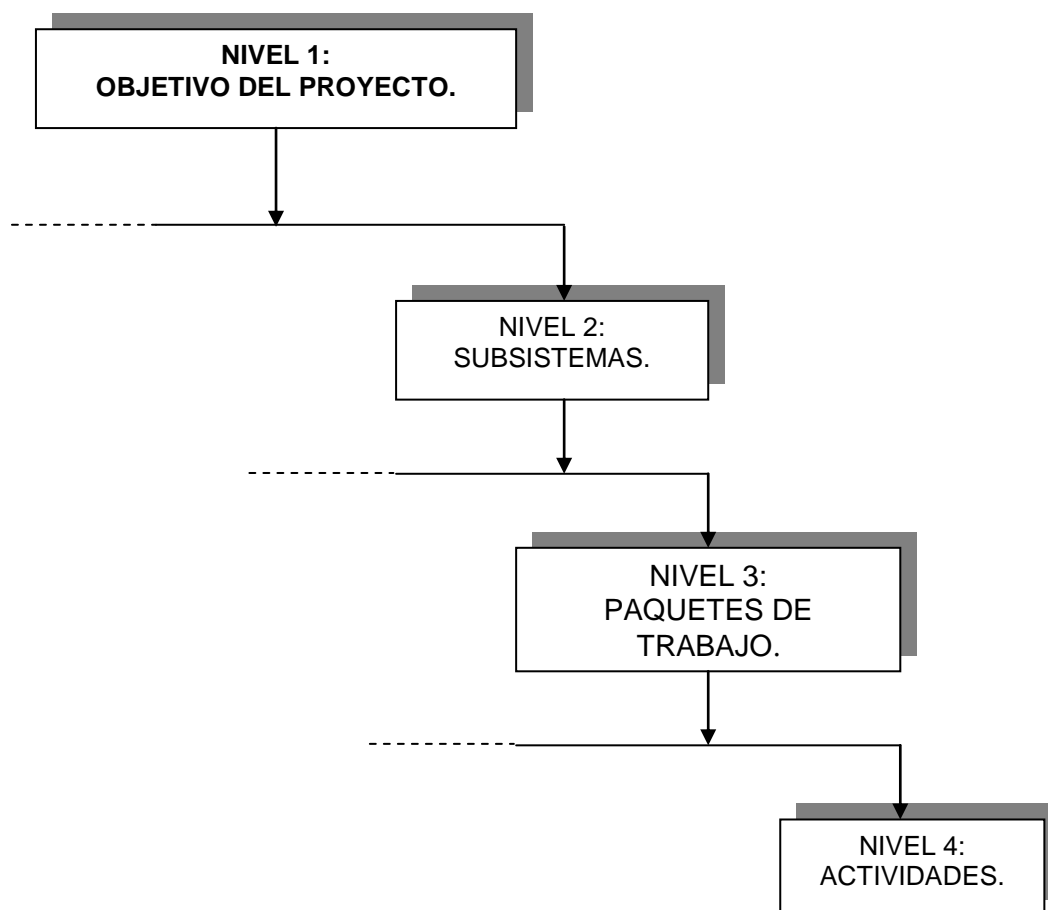 NIVEL 1:
OBJETIVO DEL PROYECTO.
NIVEL 2:
SUBSISTEMAS.
NIVEL 3:
PAQUETES DE
TRABAJO.
NIVEL 4:
ACTIVIDADES.